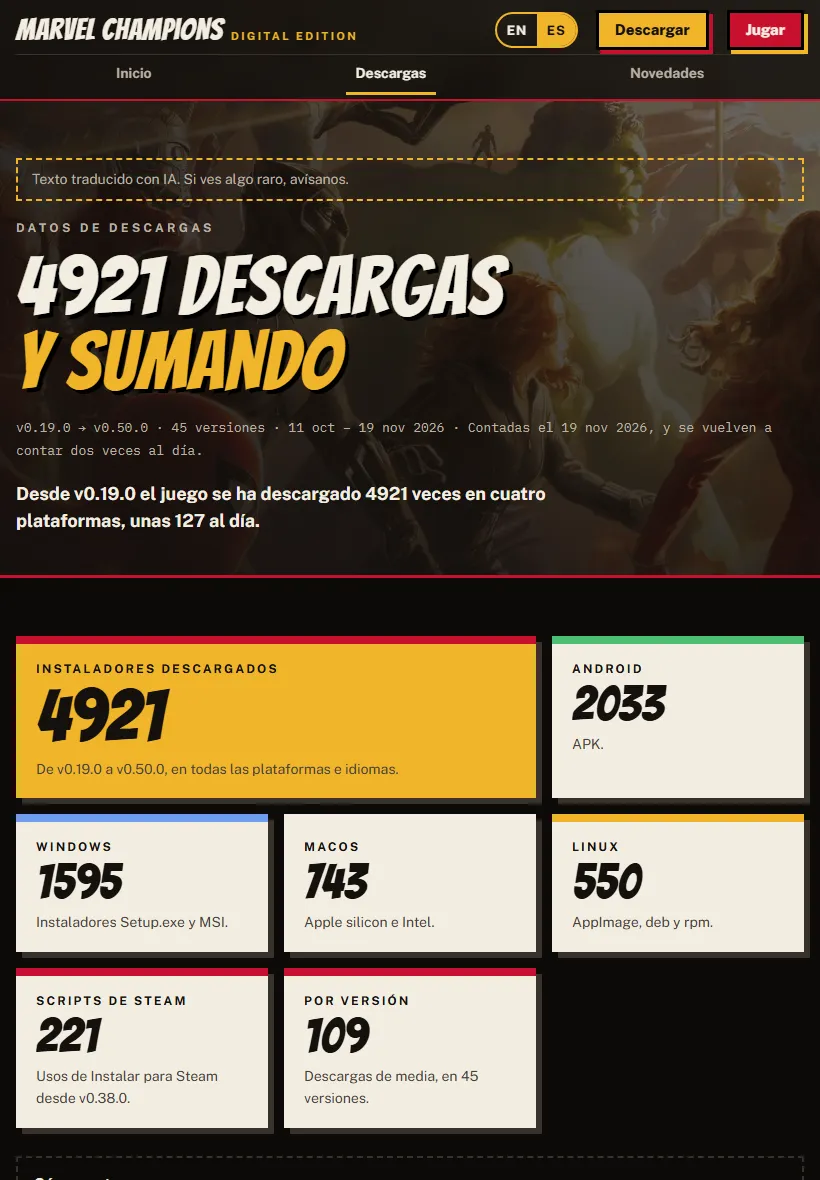 MARVEL CHAMPIONS DIGITAL EDITION
EN ES
Descargar
Jugar
Inicio
Descargas
Novedades
Texto traducido con IA. Si ves algo raro, avísanos.
DATOS DE DESCARGAS
4921 DESCARGAS
Y SUMANDO
v0.19.0 → v0.50.0 · 45 versiones · 11 oct – 19 nov 2026 · Contadas el 19 nov 2026, y se vuelven a
contar dos veces al día.
Desde v0.19.0 el juego se ha descargado 4921 veces en cuatro
plataformas, unas 127 al día.
INSTALADORES DESCARGADOS
4921
De v0.19.0 a v0.50.0, en todas las plataformas e idiomas.
ANDROID
2033
APK.
WINDOWS
1595
Instaladores Setup.exe y MSI.
MACOS
743
Apple silicon e Intel.
LINUX
550
AppImage, deb y rpm.
SCRIPTS DE STEAM
221
Usos de Instalar para Steam
desde v0.38.0.
POR VERSIÓN
109
Descargas de media, en 45
versiones.